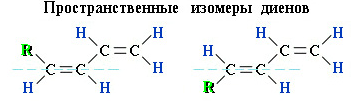 Пространственные изомеры диенов
H H H H
R C=C H C=C
C=C H C=C H
H H R H